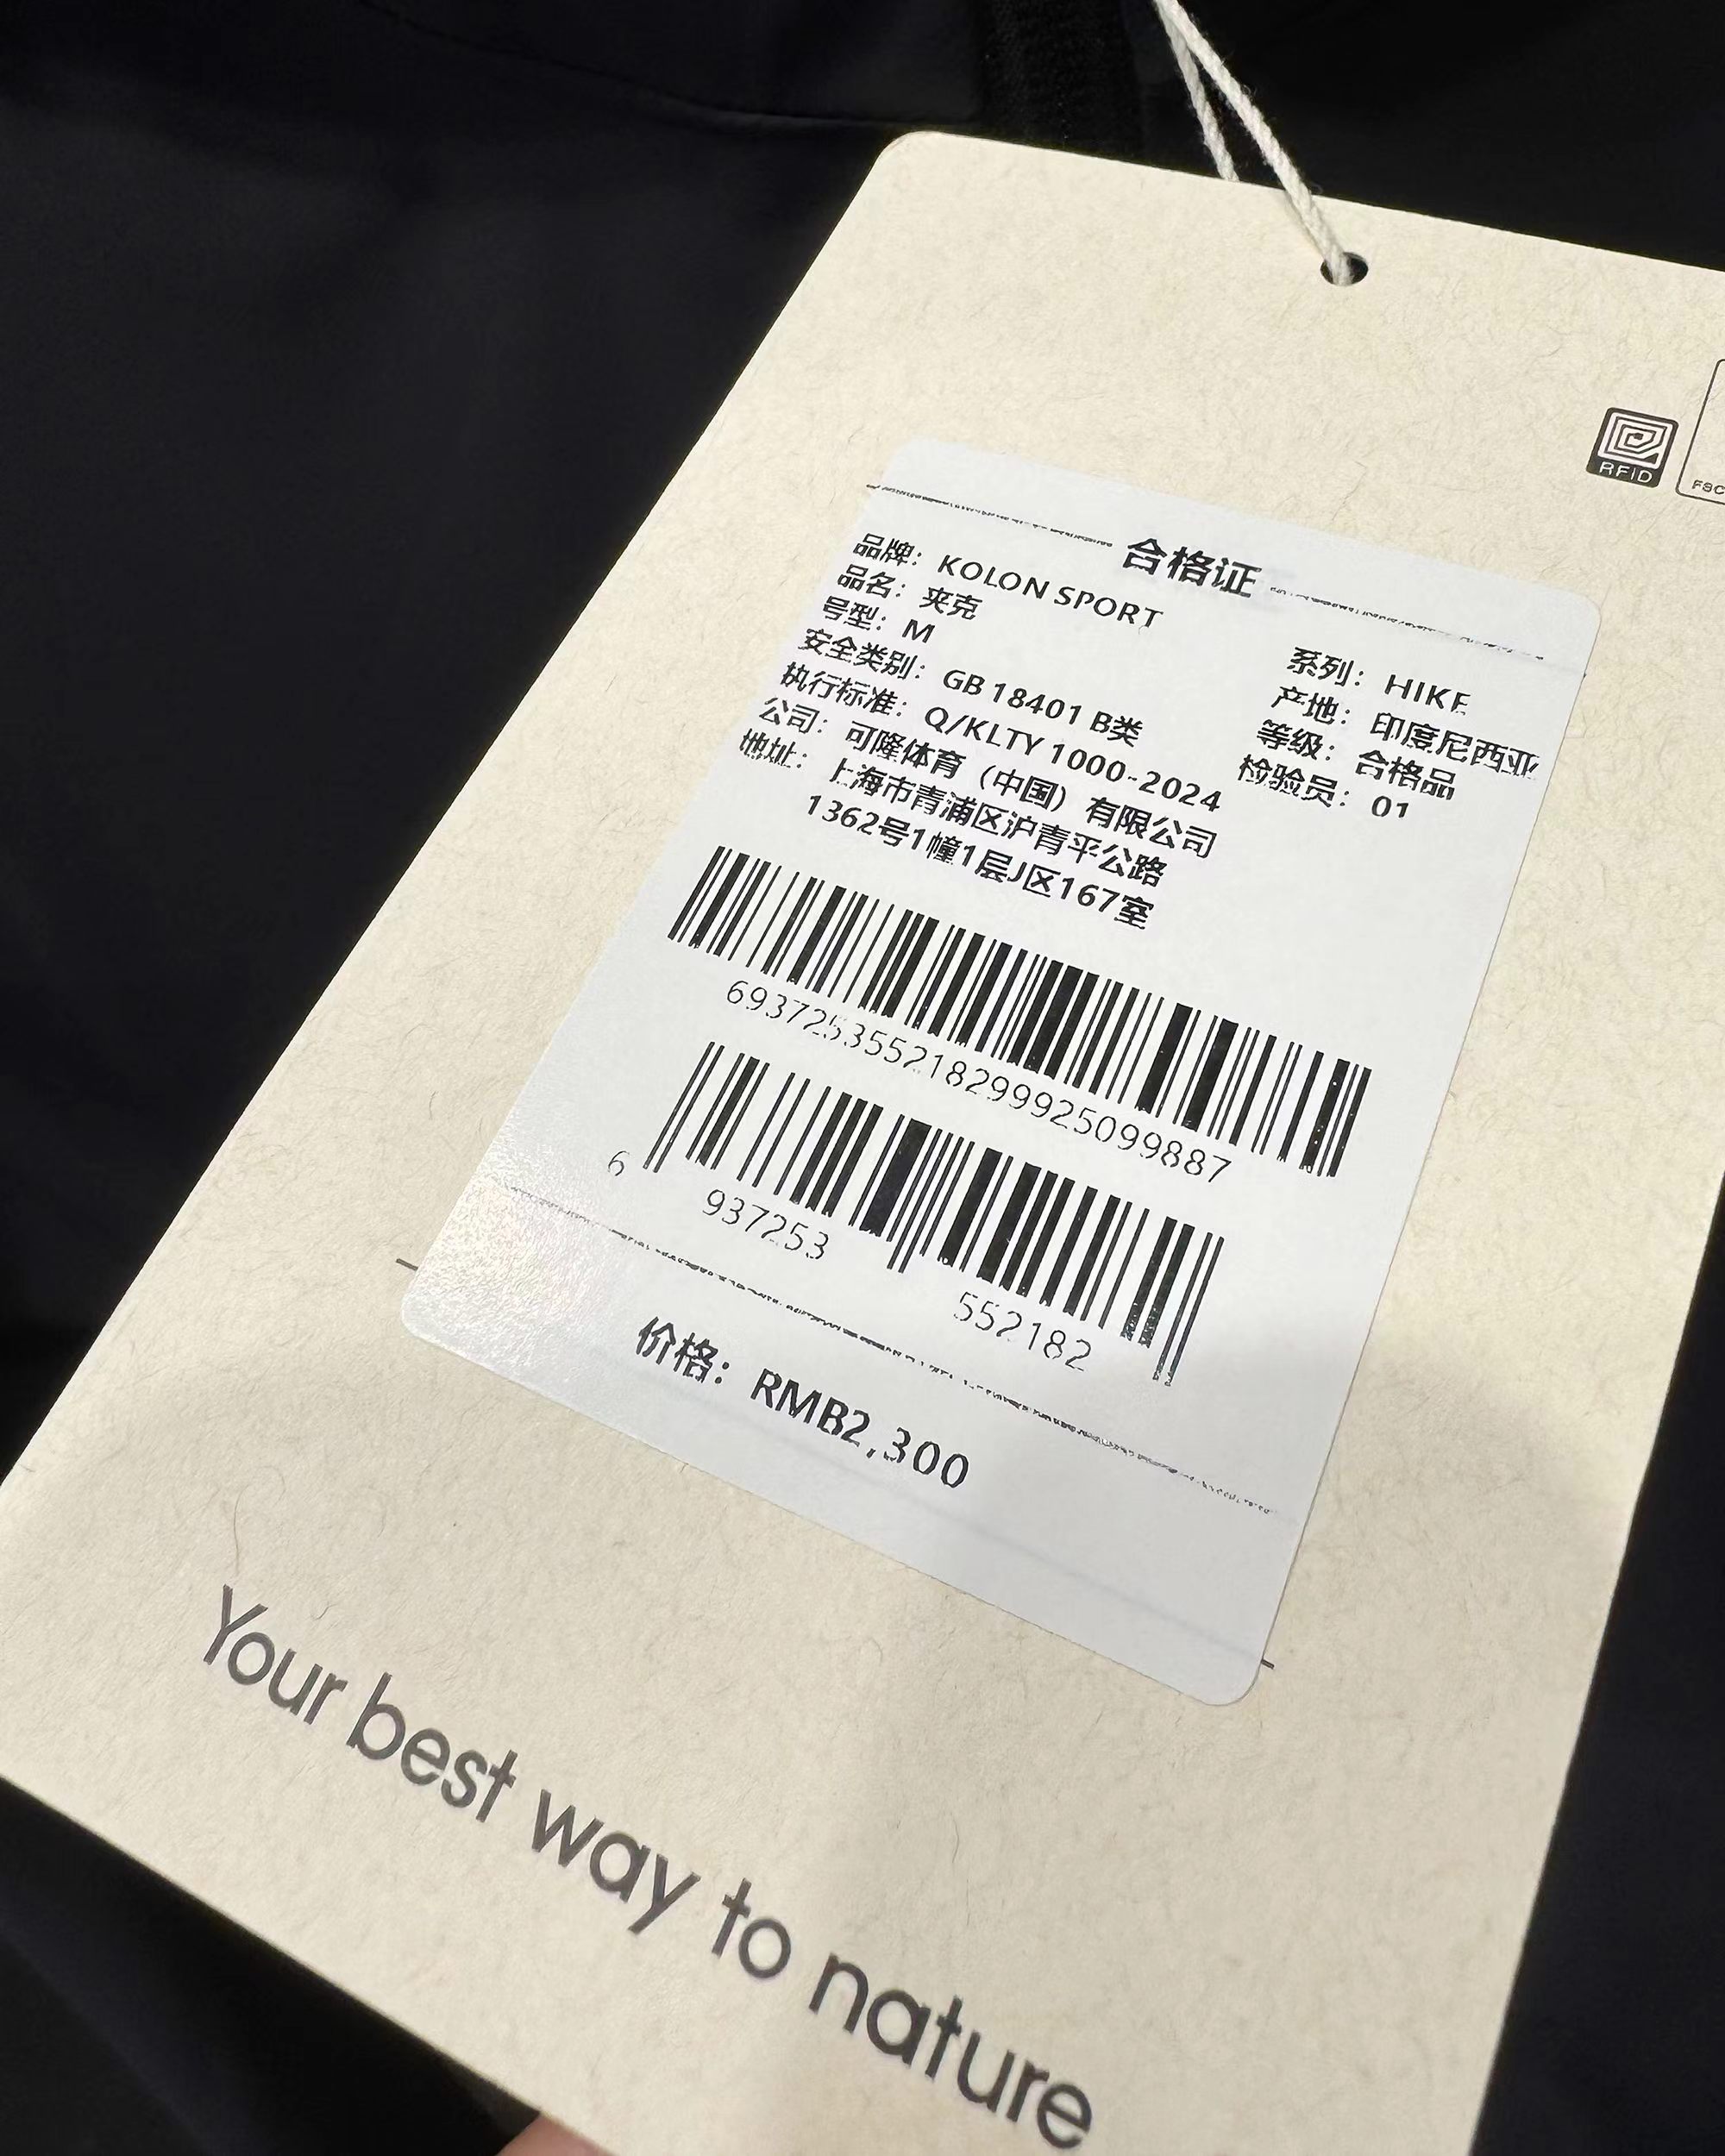 RFID
FSC
合格证
品牌：KOLON SPORT
品名：夹克
号型：M
系列：HIKE
安全类别：GB 18401 B类
产地：印度尼西亚
执行标准：Q/KLTY 1000-2024
等级：合格品
公司：可隆体育（中国）有限公司
检验员：01
地址：上海市青浦区沪青平公路
1362号1幢1层J区167室
693725355218299925099887
6 937253 552182
价格：RMB2,300
Your best way to nature